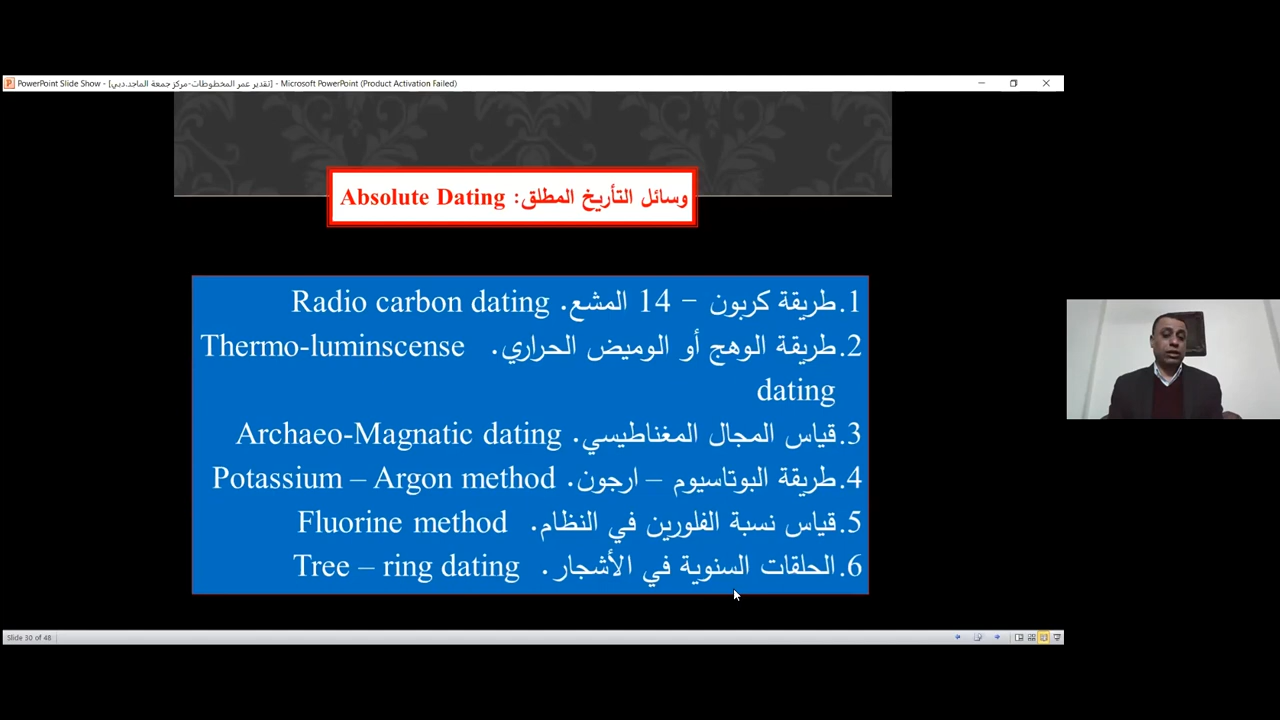 PowerPoint Slide Show - [تقدير عمر المخطوطات-مركز جمعة الماجد.دبي] - Microsoft PowerPoint (Product Activation Failed)
وسائل التأريخ المطلق: Absolute Dating
1.طريقة كربون – 14 المشع. Radio carbon dating
2.طريقة الوهج أو الوميض الحراري. Thermo-luminscense
dating
3.قياس المجال المغناطيسي. Archaeo-Magnatic dating
4.طريقة البوتاسيوم – ارجون. Potassium – Argon method
5.قياس نسبة الفلورين في النظام. Fluorine method
6.الحلقات السنوية في الأشجار. Tree – ring dating
Slide 30 of 48